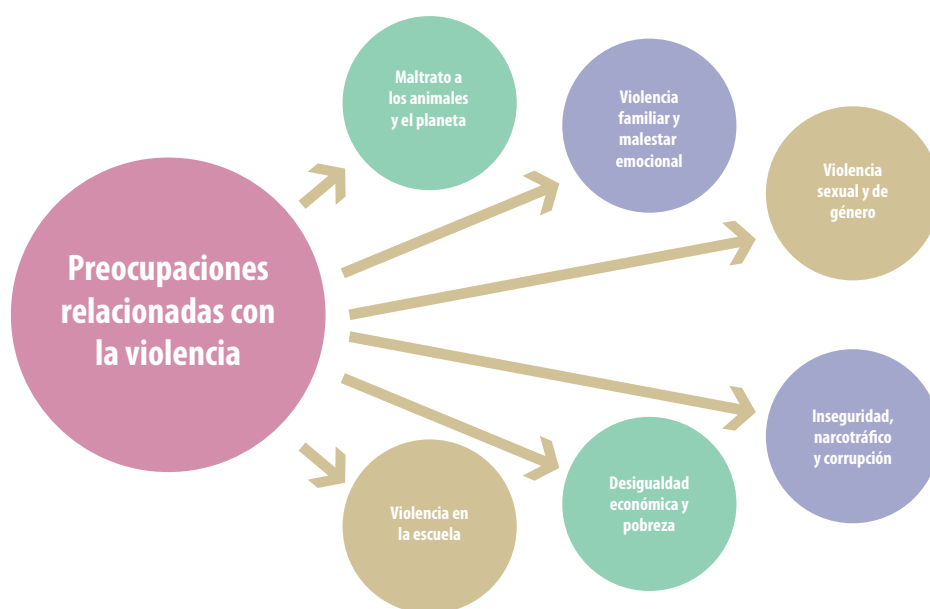 Preocupaciones
relacionadas con
la violencia
Maltrato a
los animales
y el planeta
Violencia
familiar y
malestar
emocional
Violencia
sexual y de
género
Inseguridad,
narcotráfico
y corrupción
Desigualdad
económica y
pobreza
Violencia en
la escuela